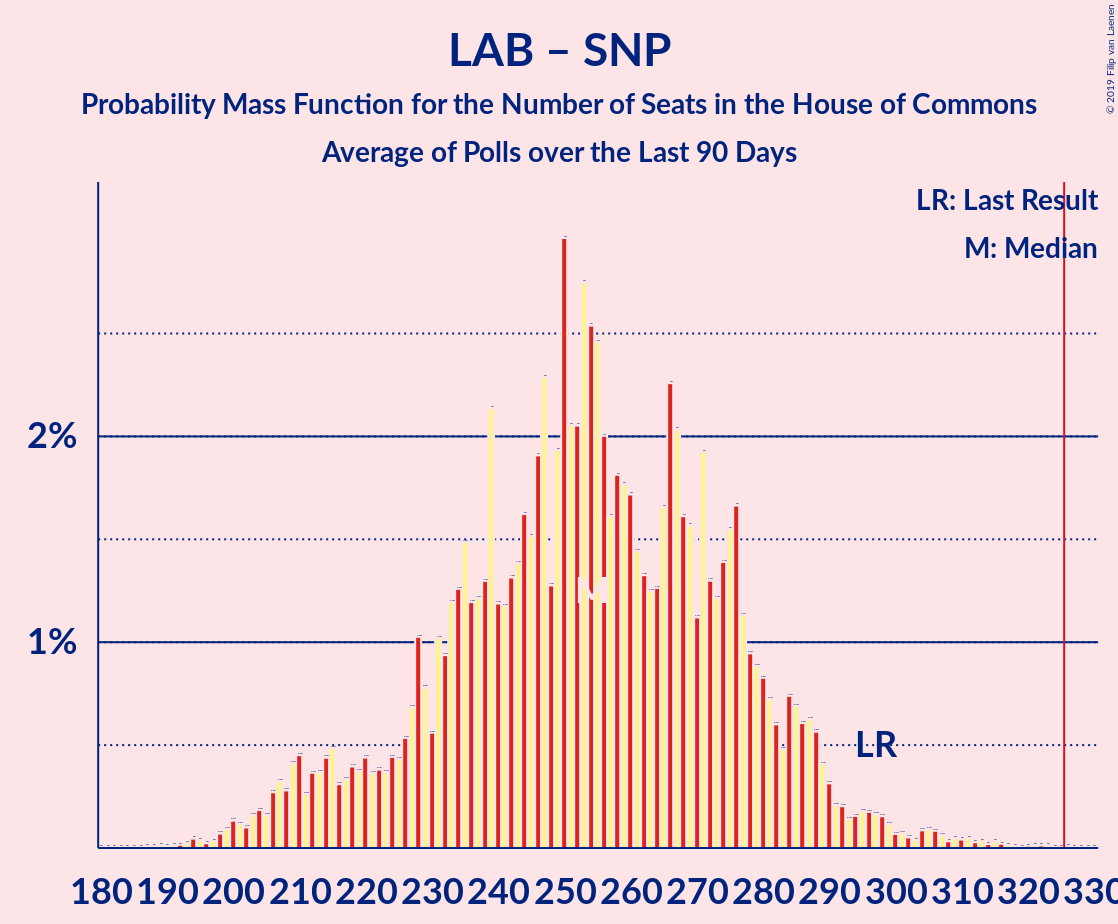 LAB – SNP
Probability Mass Function for the Number of Seats in the House of Commons
Average of Polls over the Last 90 Days
© 2019 Filip van Laenen
LR: Last Result
M: Median
2%
1%
M
LR
180 190 200 210 220 230 240 250 260 270 280 290 300 310 320 330